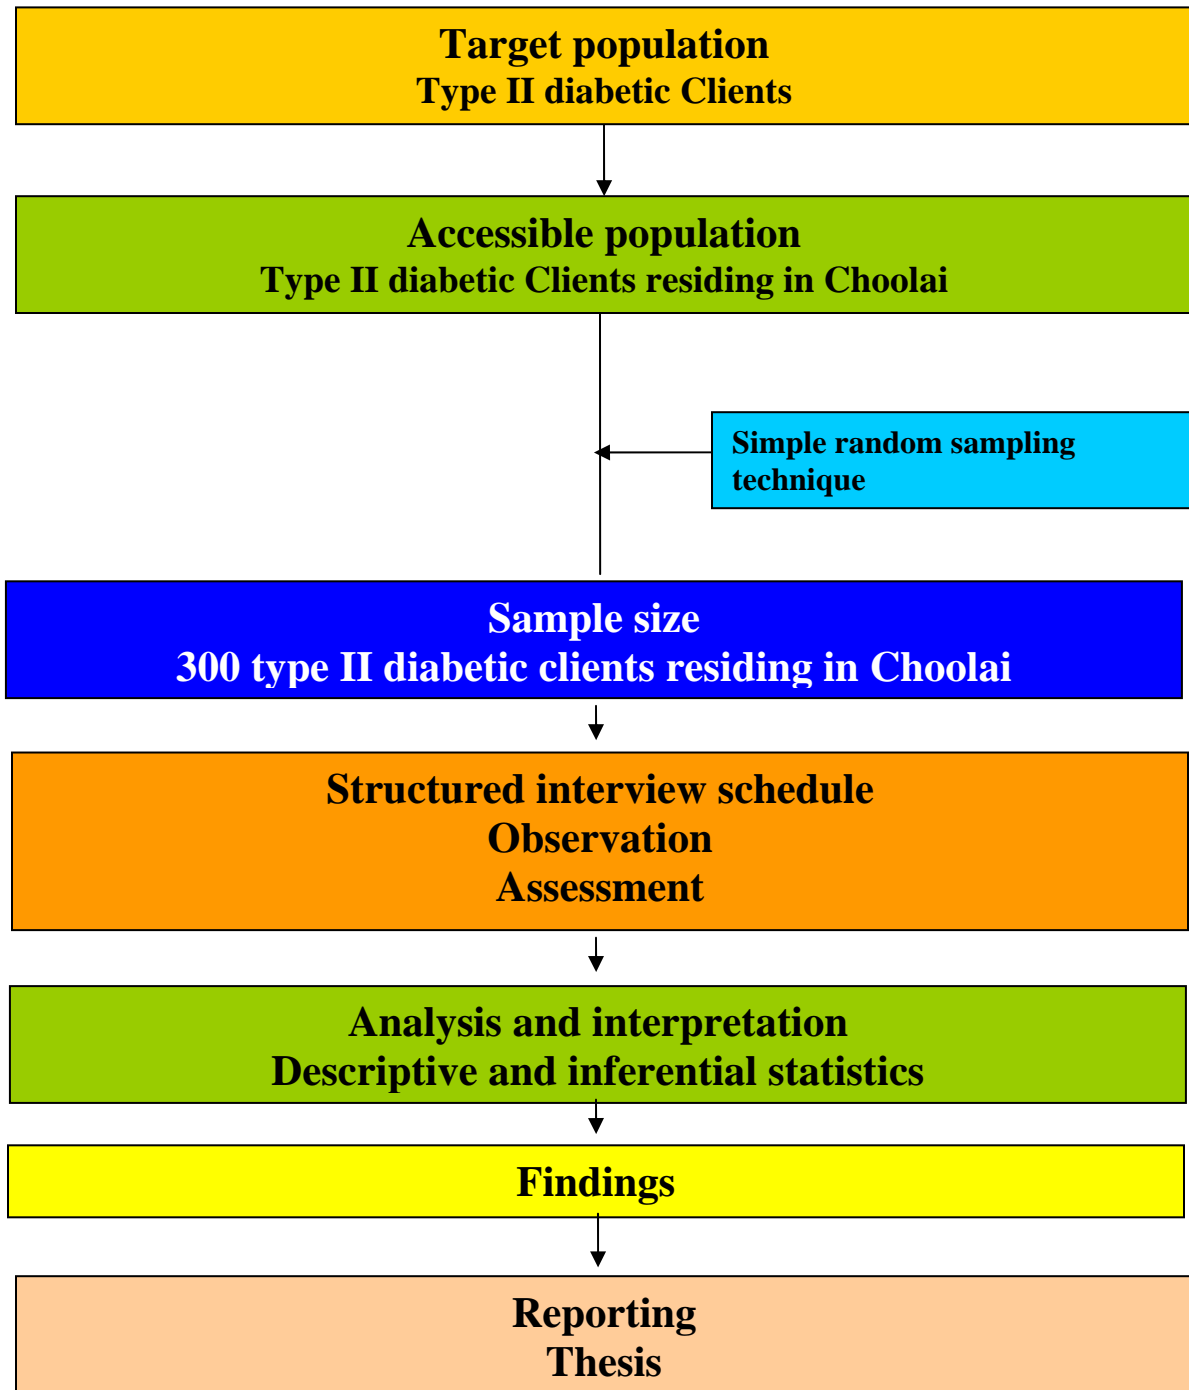 Target population
Type II diabetic Clients
Accessible population
Type II diabetic Clients residing in Choolai
Simple random sampling
technique
Sample size
300 type II diabetic clients residing in Choolai
Structured interview schedule
Observation
Assessment
Analysis and interpretation
Descriptive and inferential statistics
Findings
Reporting
Thesis